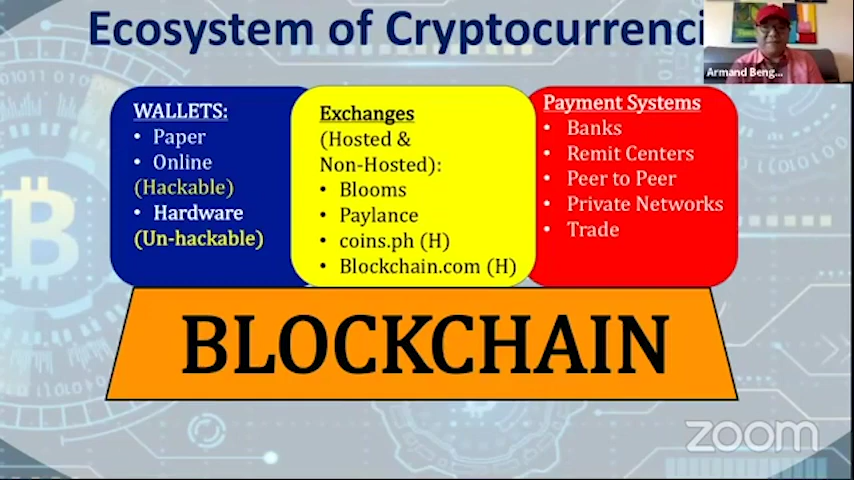 Ecosystem of Cryptocurrenci
Armand Beng...
WALLETS:
• Paper
• Online
(Hackable)
• Hardware
(Un-hackable)
Exchanges
(Hosted &
Non-Hosted):
• Blooms
• Paylance
• coins.ph (H)
• Blockchain.com (H)
Payment Systems
• Banks
• Remit Centers
• Peer to Peer
• Private Networks
• Trade
BLOCKCHAIN
zoom